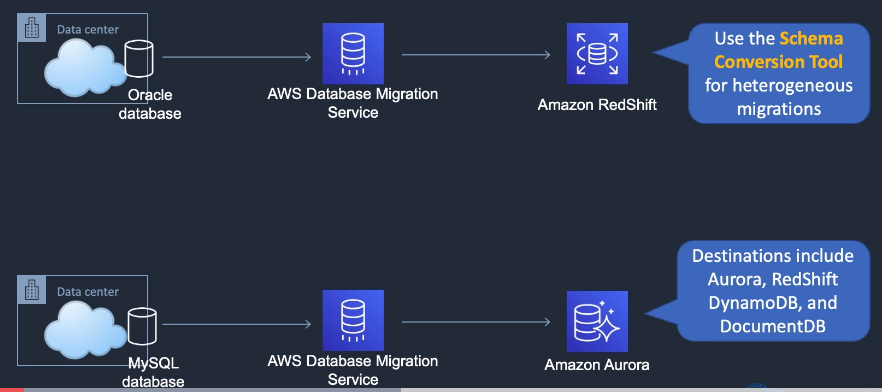 Data center
Oracle
database
AWS Database Migration
Service
Amazon RedShift
Use the Schema
Conversion Tool
for heterogeneous
migrations
Data center
MySQL
database
AWS Database Migration
Service
Amazon Aurora
Destinations include
Aurora, RedShift
DynamoDB, and
DocumentDB